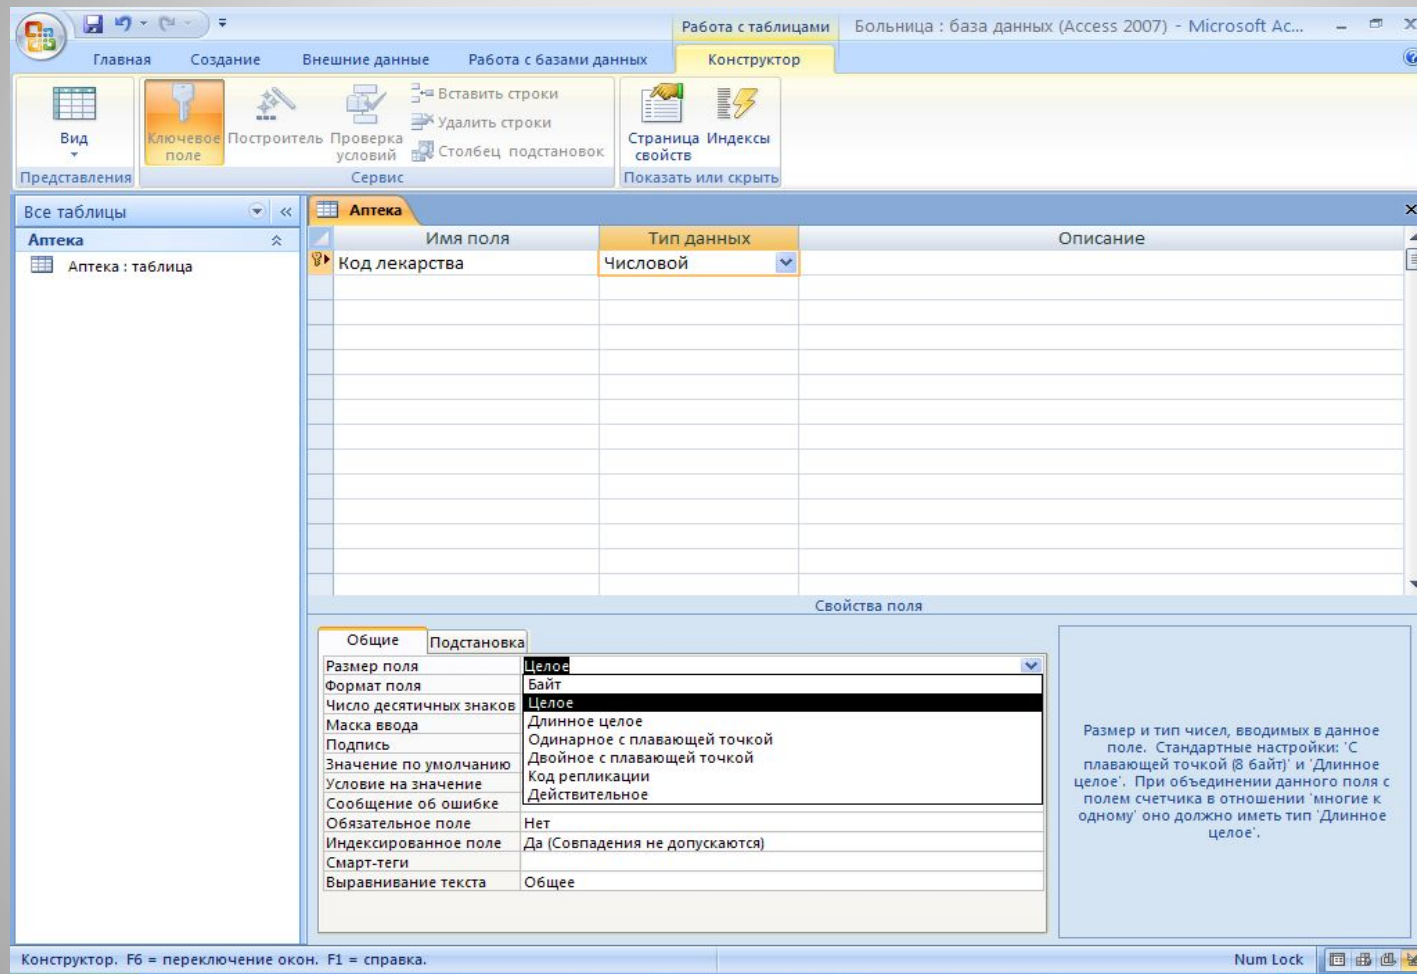 Работа с таблицами
Больница : база данных (Access 2007) - Microsoft Ac...
Главная
Создание
Внешние данные
Работа с базами данных
Конструктор
Вид
Ключевое
поле
Построитель
Проверка
условий
Вставить строки
Удалить строки
Столбец подстановок
Страница
свойств
Индексы
Представления
Сервис
Показать или скрыть
Все таблицы
Аптека
Аптека : таблица
Аптека
Имя поля
Тип данных
Описание
Код лекарства
Числовой
Свойства поля
Общие
Подстановка
Размер поля
Целое
Формат поля
Байт
Число десятичных знаков
Целое
Маска ввода
Длинное целое
Подпись
Одинарное с плавающей точкой
Значение по умолчанию
Двойное с плавающей точкой
Условие на значение
Код репликации
Сообщение об ошибке
Действительное
Обязательное поле
Нет
Индексированное поле
Да (Совпадения не допускаются)
Смарт-теги
Выравнивание текста
Общее
Размер и тип чисел, вводимых в данное
поле. Стандартные настройки: 'С
плавающей точкой (8 байт)' и 'Длинное
целое'. При объединении данного поля с
полем счетчика в отношении 'многие к
одному' оно должно иметь тип 'Длинное
целое'.
Конструктор. F6 = переключение окон. F1 = справка.
Num Lock